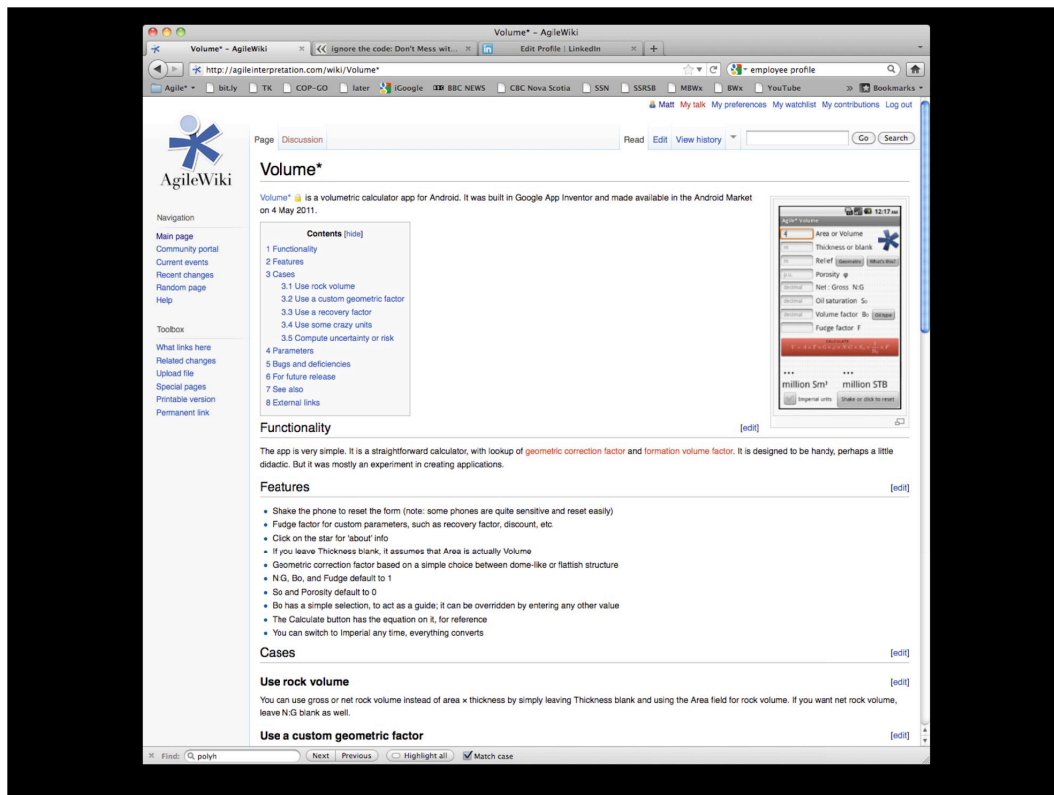 Volume* – AgileWiki
Volume* – AgileWiki × ignore the code: Don't Mess wit... × Edit Profile | LinkedIn × +
http://agileinterpretation.com/wiki/Volume* employee profile
Agile* bit.ly TK COP-GO later iGoogle BBC NEWS CBC Nova Scotia SSN SSRSB MBWx BWx YouTube » Bookmarks
Matt My talk My preferences My watchlist My contributions Log out
Page Discussion Read Edit View history Go Search
AgileWiki
Navigation
Main page
Community portal
Current events
Recent changes
Random page
Help
Toolbox
What links here
Related changes
Upload file
Special pages
Printable version
Permanent link
Volume*
Volume* is a volumetric calculator app for Android. It was built in Google App Inventor and made available in the Android Market
on 4 May 2011.
Contents [hide]
1 Functionality
2 Features
3 Cases
3.1 Use rock volume
3.2 Use a custom geometric factor
3.3 Use a recovery factor
3.4 Use some crazy units
3.5 Compute uncertainty or risk
4 Parameters
5 Bugs and deficiencies
6 For future release
7 See also
8 External links
12:17 AM
Agile* Volume
Area or Volume
Thickness or blank
Relief Geometric What's this?
p.u. Porosity φ
decimal Net : Gross N:G
decimal Oil saturation So
decimal Volume factor Bo Oil type
Fudge factor F
CALCULATE
... ...
million Sm³ million STB
Imperial units Shake or click to reset
Functionality [edit]
The app is very simple. It is a straightforward calculator, with lookup of geometric correction factor and formation volume factor. It is designed to be handy, perhaps a little
didactic. But it was mostly an experiment in creating applications.
Features [edit]
Shake the phone to reset the form (note: some phones are quite sensitive and reset easily)
Fudge factor for custom parameters, such as recovery factor, discount, etc.
Click on the star for 'about' info
If you leave Thickness blank, it assumes that Area is actually Volume
Geometric correction factor based on a simple choice between dome-like or flattish structure
N:G, Bo, and Fudge default to 1
So and Porosity default to 0
Bo has a simple selection, to act as a guide; it can be overridden by entering any other value
The Calculate button has the equation on it, for reference
You can switch to Imperial any time, everything converts
Cases [edit]
Use rock volume [edit]
You can use gross or net rock volume instead of area × thickness by simply leaving Thickness blank and using the Area field for rock volume. If you want net rock volume,
leave N:G blank as well.
Use a custom geometric factor [edit]
× Find: polyh Next Previous Highlight all Match case